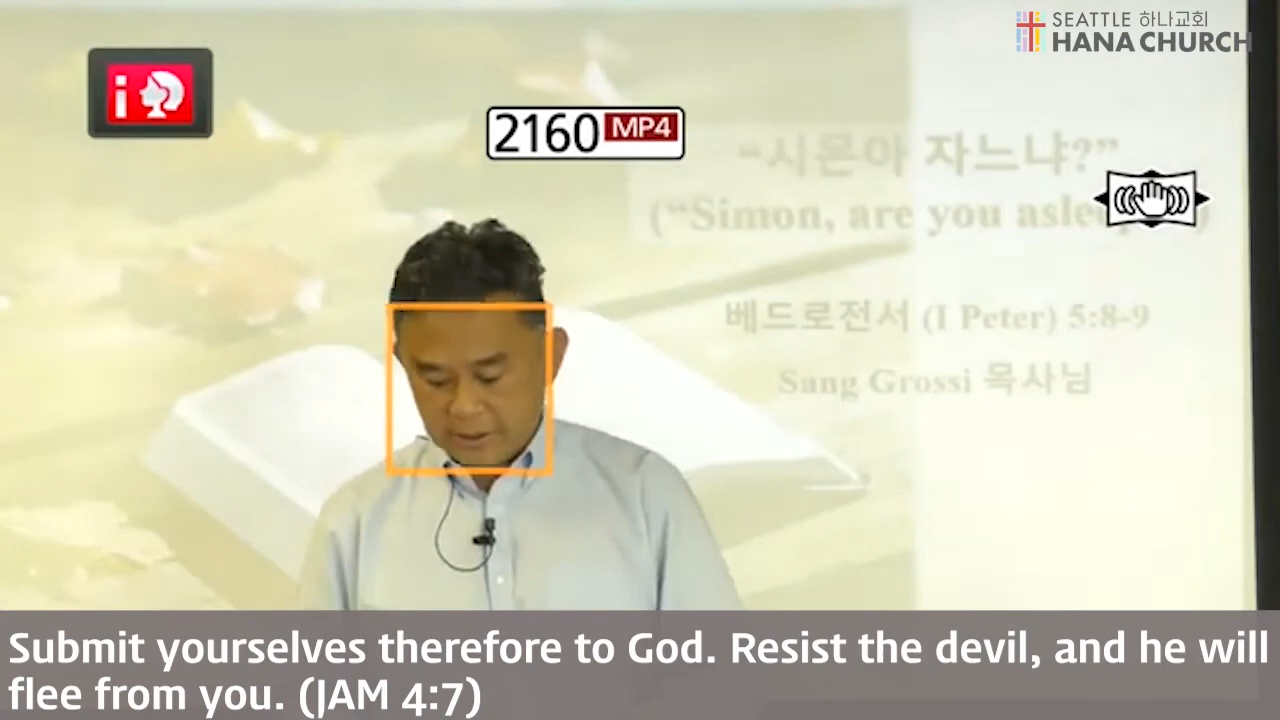 SEATTLE 하나교회
HANA CHURCH
i
2160 MP4
“시몬아 자느냐?”
(“Simon, are you
베드로전서 (I Peter) 5:8-9
Sang Grossi 목사님
Submit yourselves therefore to God. Resist the devil, and he will
flee from you. (JAM 4:7)